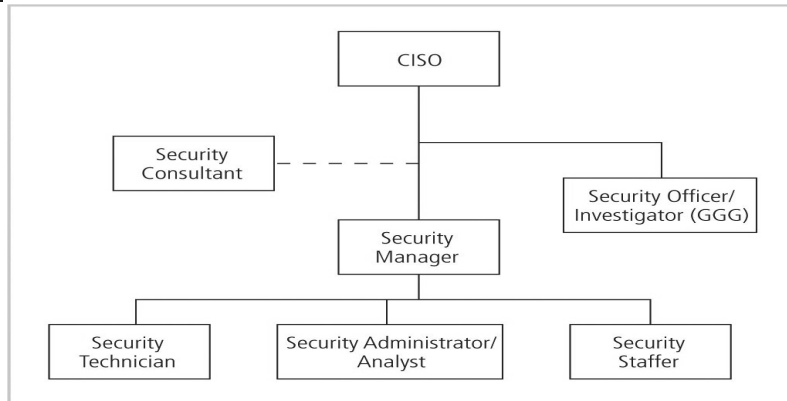 CISO
Security
Consultant
Security Officer/
Investigator (GGG)
Security
Manager
Security
Technician
Security Administrator/
Analyst
Security
Staffer